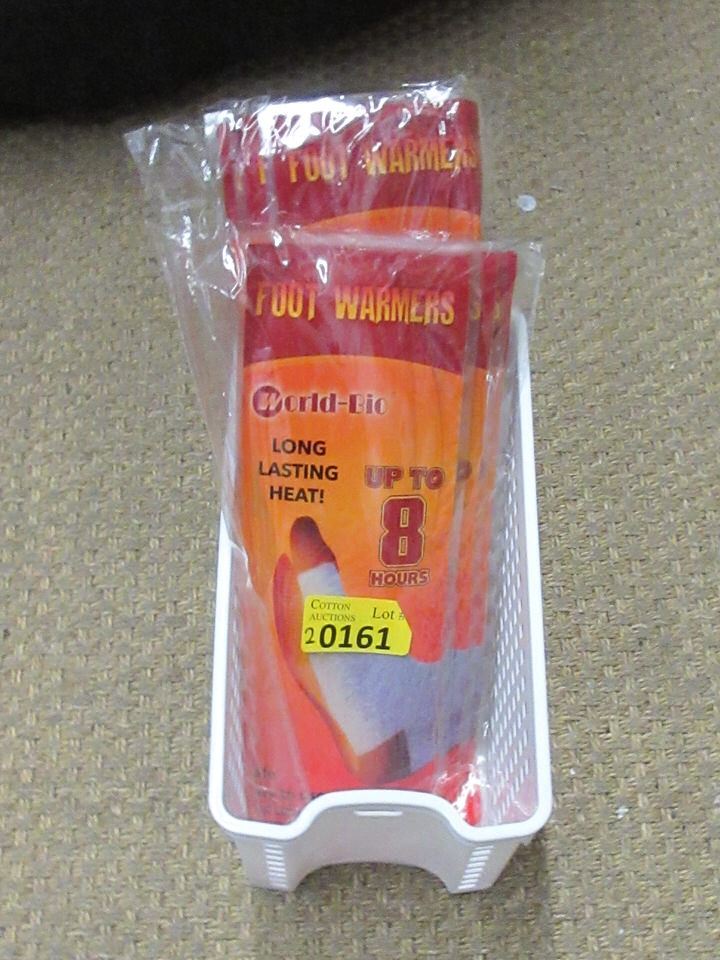 FOOT WARMERS
FOOT WARMERS S S
World-Bio
LONG
LASTING
HEAT!
UP TO
8
HOURS
COTTON
AUCTIONS Lot #
20161